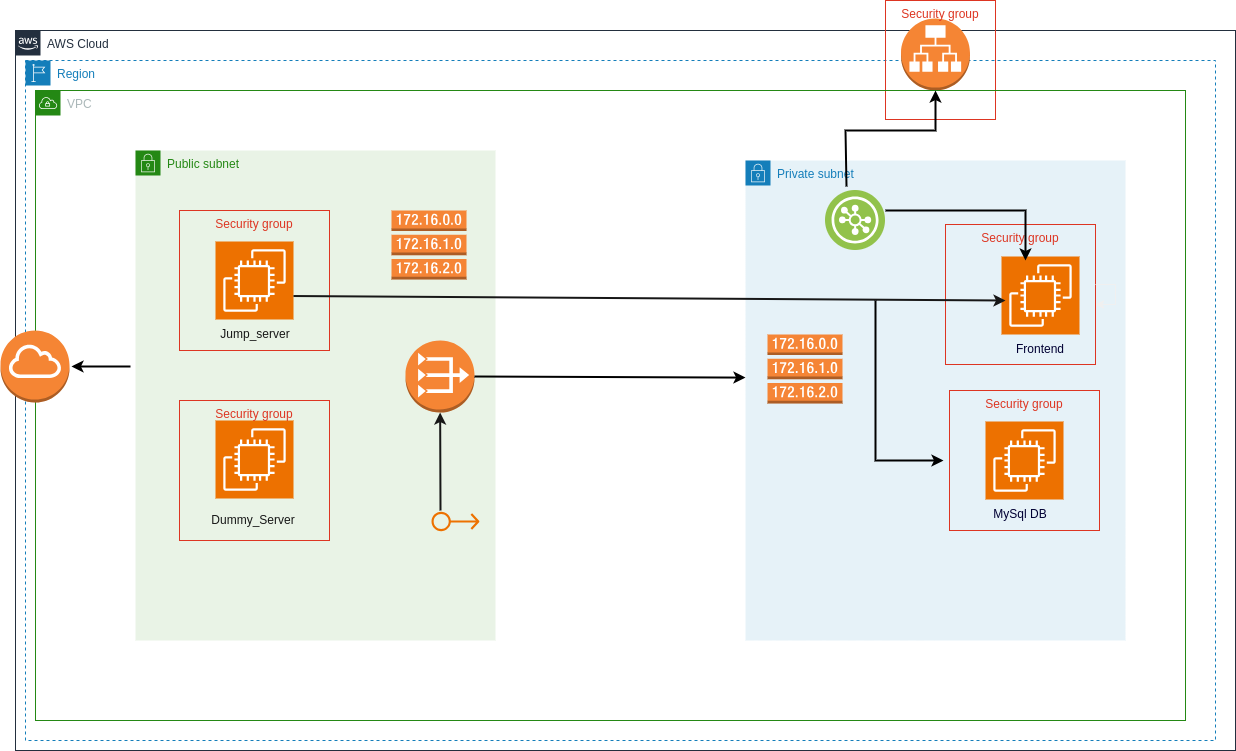 Security group
aws
AWS Cloud
Region
VPC
Public subnet
Private subnet
Security group
172.16.0.0
172.16.1.0
172.16.2.0
Jump_server
Security group
Frontend
172.16.0.0
172.16.1.0
172.16.2.0
Security group
Dummy_Server
Security group
MySql DB